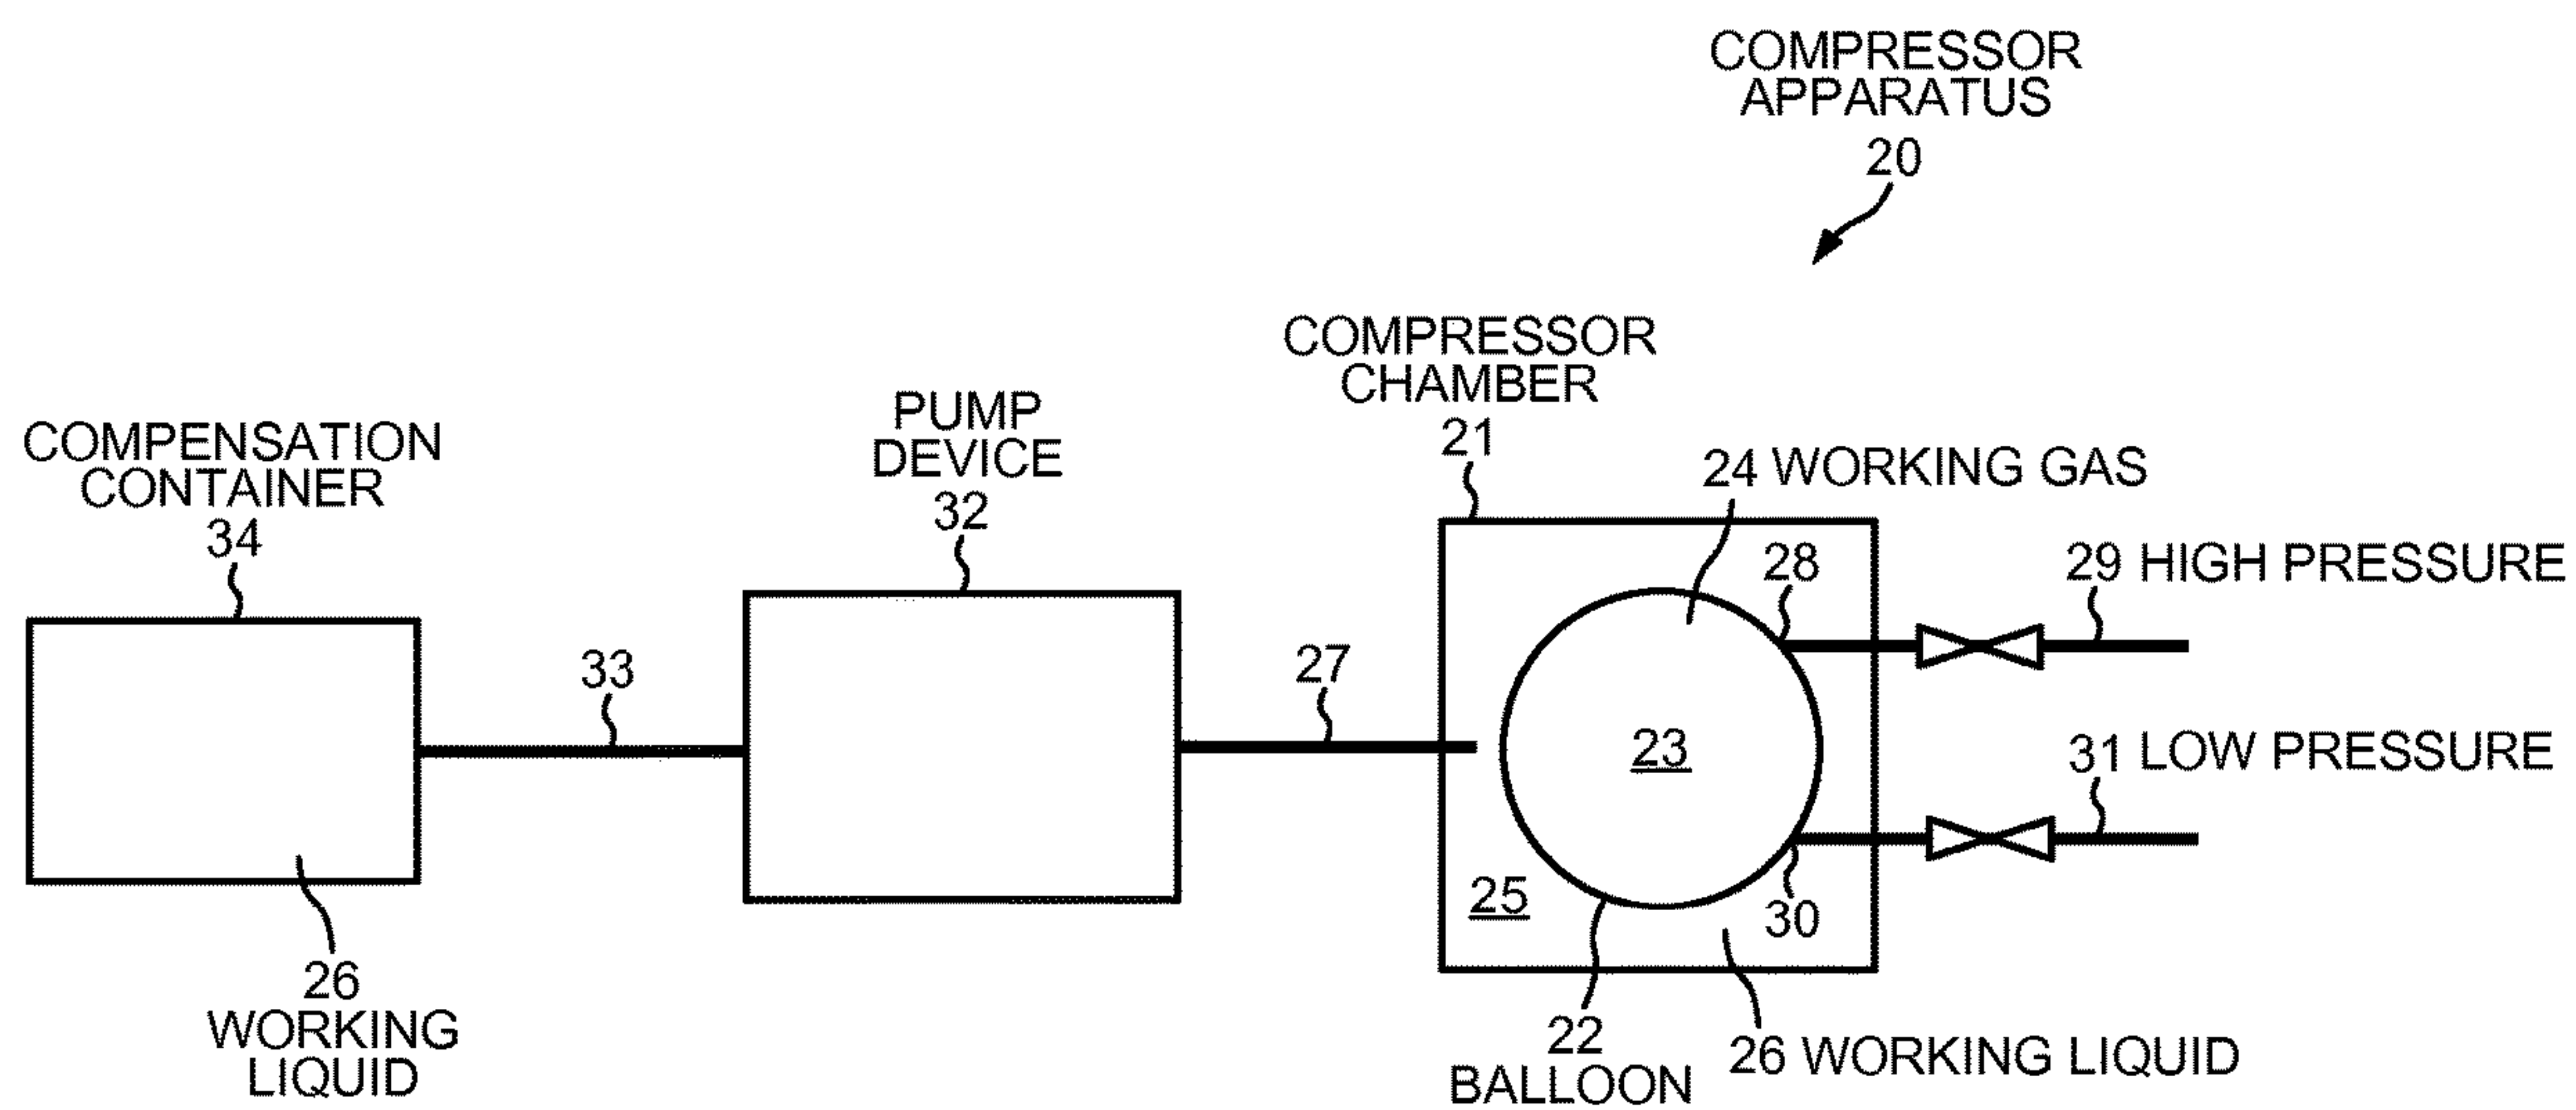 COMPRESSOR
APPARATUS
20
COMPRESSOR
CHAMBER
21
PUMP
DEVICE
32
COMPENSATION
CONTAINER
34
24 WORKING GAS
28
29 HIGH PRESSURE
33
27
23
31 LOW PRESSURE
25
30
26
WORKING
LIQUID
22
BALLOON
26 WORKING LIQUID